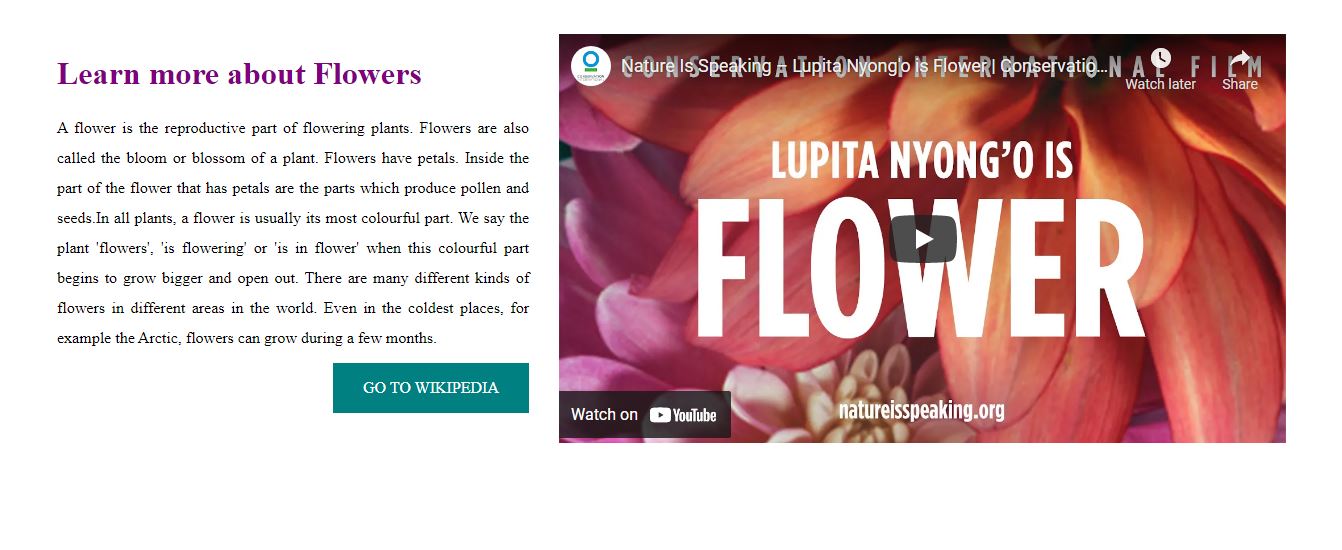 Learn more about Flowers
A flower is the reproductive part of flowering plants. Flowers are also
called the bloom or blossom of a plant. Flowers have petals. Inside the
part of the flower that has petals are the parts which produce pollen and
seeds.In all plants, a flower is usually its most colourful part. We say the
plant 'flowers', 'is flowering' or 'is in flower' when this colourful part
begins to grow bigger and open out. There are many different kinds of
flowers in different areas in the world. Even in the coldest places, for
example the Arctic, flowers can grow during a few months.
GO TO WIKIPEDIA
CONSERVATION INTERNATIONAL FILM
Nature Is Speaking – Lupita Nyong'o is Flower | Conservatio...
Watch later
Share
LUPITA NYONG'O IS
FLOWER
natureisspeaking.org
Watch on YouTube